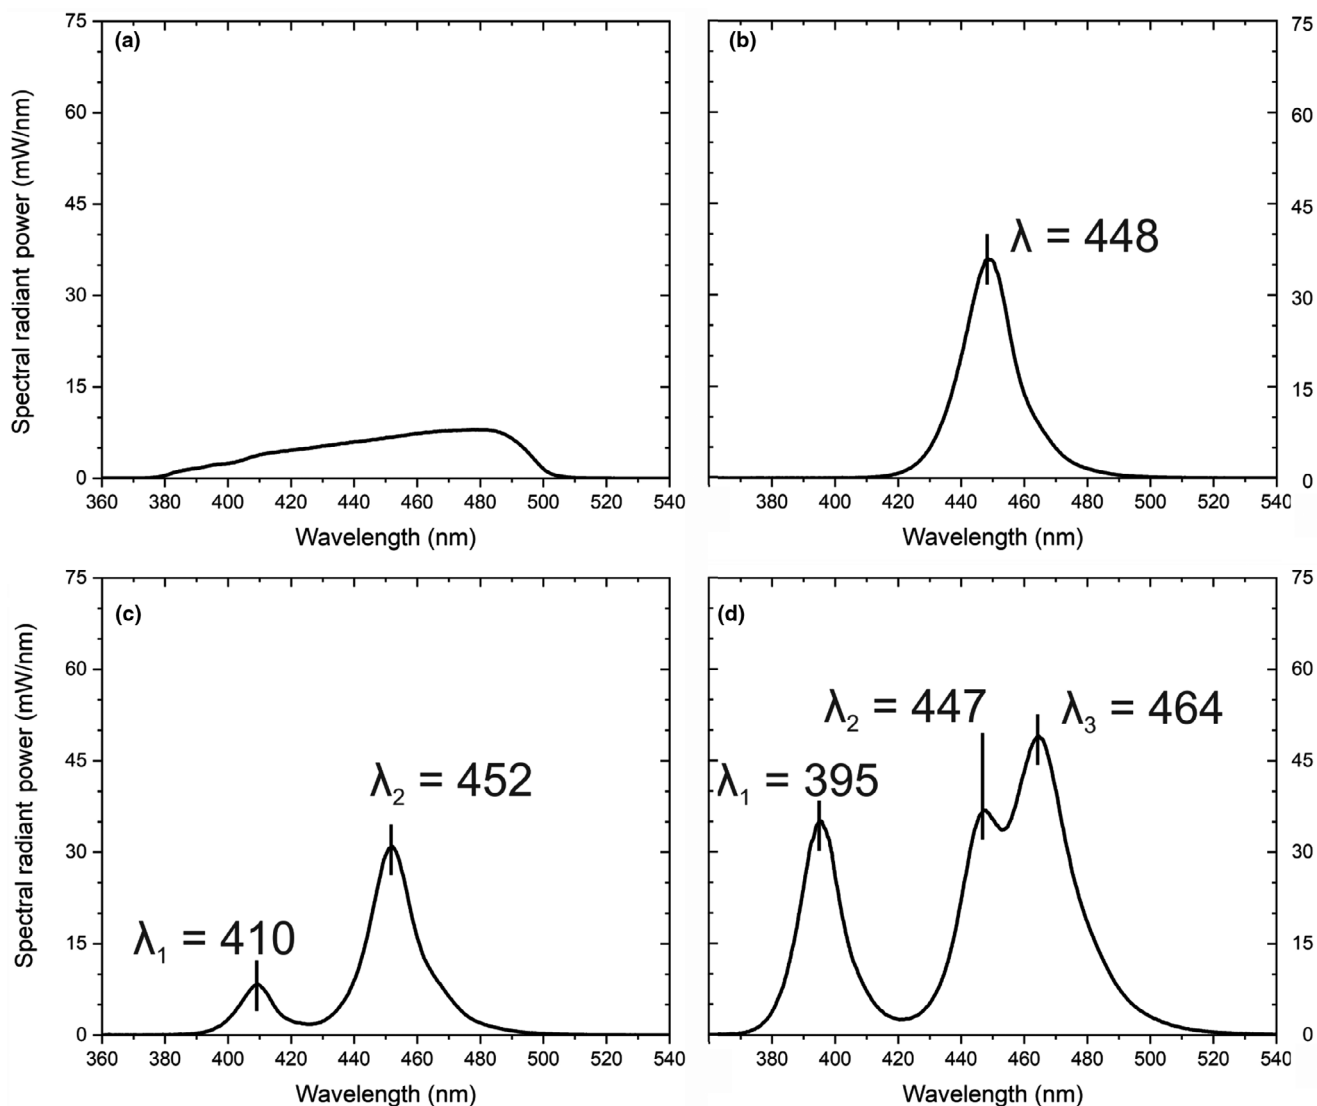 (a)
75
60
45
30
15
0
Spectral radiant power (mW/nm)
360 380 400 420 440 460 480 500 520 540
Wavelength (nm)
(b)
λ = 448
75
60
45
30
15
0
380 400 420 440 460 480 500 520 540
Wavelength (nm)
(c)
λ₁ = 410
λ₂ = 452
75
60
45
30
15
0
Spectral radiant power (mW/nm)
360 380 400 420 440 460 480 500 520 540
Wavelength (nm)
(d)
λ₂ = 447
λ₃ = 464
λ₁ = 395
75
60
45
30
15
0
380 400 420 440 460 480 500 520 540
Wavelength (nm)